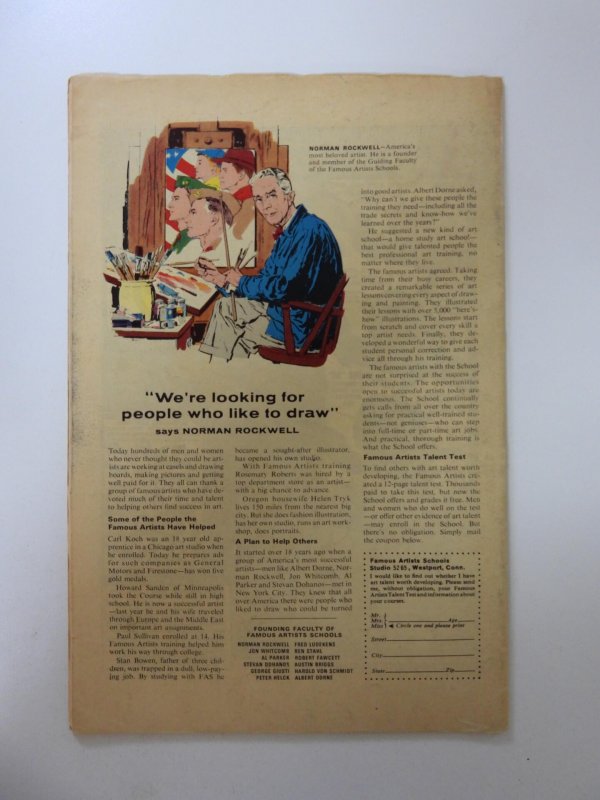 NORMAN ROCKWELL—America's
most beloved artist. He is a founder
and member of the Guiding Faculty
of the Famous Artists Schools.
"We're looking for
people who like to draw"
says NORMAN ROCKWELL
Today hundreds of men and women
who never thought they could be art-
ists are working at easels and drawing
boards, making pictures and getting
well paid for it. They all can thank a
group of famous artists who have de-
voted much of their time and talent
to helping others find success in art.
Some of the People the
Famous Artists Have Helped
Carl Koch was an 18 year old ap-
prentice in a Chicago art studio when
he enrolled. Today he prepares ads
for such companies as General
Motors and Firestone—has won five
gold medals.
Howard Sanden of Minneapolis
took the Course while still in high
school. He is now a successful artist
—last year he and his wife traveled
through Europe and the Middle East
on important art assignments.
Paul Sullivan enrolled at 14. His
Famous Artists training helped him
work his way through college.
Stan Bowen, father of three chil-
dren, was trapped in a dull, low-pay-
ing job. By studying with FAS he
became a sought-after illustrator,
has opened his own studio.
With Famous Artists training
Rosemary Roberts was hired by a
top department store as an artist—
with a big chance to advance.
Oregon housewife Helen Tryk
lives 150 miles from the nearest big
city. But she does fashion illustration,
has her own studio, runs an art work-
shop, does portraits.
A Plan to Help Others
It started over 18 years ago when a
group of America's most successful
artists—men like Albert Dorne, Nor-
man Rockwell, Jon Whitcomb, Al
Parker and Stevan Dohanos—met in
New York City. They knew that all
over America there were people who
liked to draw who could be turned
FOUNDING FACULTY OF
FAMOUS ARTISTS SCHOOLS
NORMAN ROCKWELL FRED LUDEKENS
JON WHITCOMB BEN STAHL
AL PARKER ROBERT FAWCETT
STEVAN DOHANOS AUSTIN BRIGGS
GEORGE GIUSTI HAROLD VON SCHMIDT
PETER HELCK ALBERT DORNE
into good artists. Albert Dorne asked,
"Why can't we give these people the
training they need—including all the
trade secrets and know-how we've
learned over the years?"
He suggested a new kind of art
school—a home study art school—
that would give talented people the
best professional art training, no
matter where they live.
The famous artists agreed. Taking
time from their busy careers, they
created a remarkable series of art
lessons covering every aspect of draw-
ing and painting. They illustrated
their lessons with over 5,000 "here's-
how" illustrations. The lessons start
from scratch and cover every skill a
top artist needs. Finally, they de-
veloped a wonderful way to give each
student personal correction and ad-
vice all through his training.
The famous artists with the School
are not surprised at the success of
their students. The opportunities
open to successful artists today are
enormous. The School continually
gets calls from all over the country
asking for practical well-trained stu-
dents—not geniuses—who can step
into full-time or part-time art jobs.
And practical, thorough training is
what the School offers.
Famous Artists Talent Test
To find others with art talent worth
developing, the Famous Artists cre-
ated a 12-page talent test. Thousands
paid to take this test, but now the
School offers and grades it free. Men
and women who do well on the test
—or offer other evidence of art talent
—may enroll in the School. But
there's no obligation. Simply mail
the coupon below.
Famous Artists Schools
Studio 5785, Westport, Conn.
I would like to find out whether I have
art talent worth developing. Please send
me, without obligation, your Famous
Artists Talent Test and information about
your courses.
Mr.
Mrs. Age
Miss Circle one and please print
Street
City
State Zip